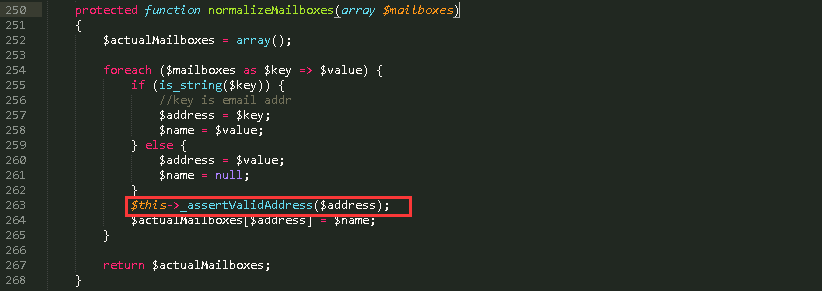 250 protected function normalizeMailboxes(array $mailboxes)
251 {
252 $actualMailboxes = array();
253
254 foreach ($mailboxes as $key => $value) {
255 if (is_string($key)) {
256 //key is email addr
257 $address = $key;
258 $name = $value;
259 } else {
260 $address = $value;
261 $name = null;
262 }
263 $this->_assertValidAddress($address);
264 $actualMailboxes[$address] = $name;
265 }
266
267 return $actualMailboxes;
268 }